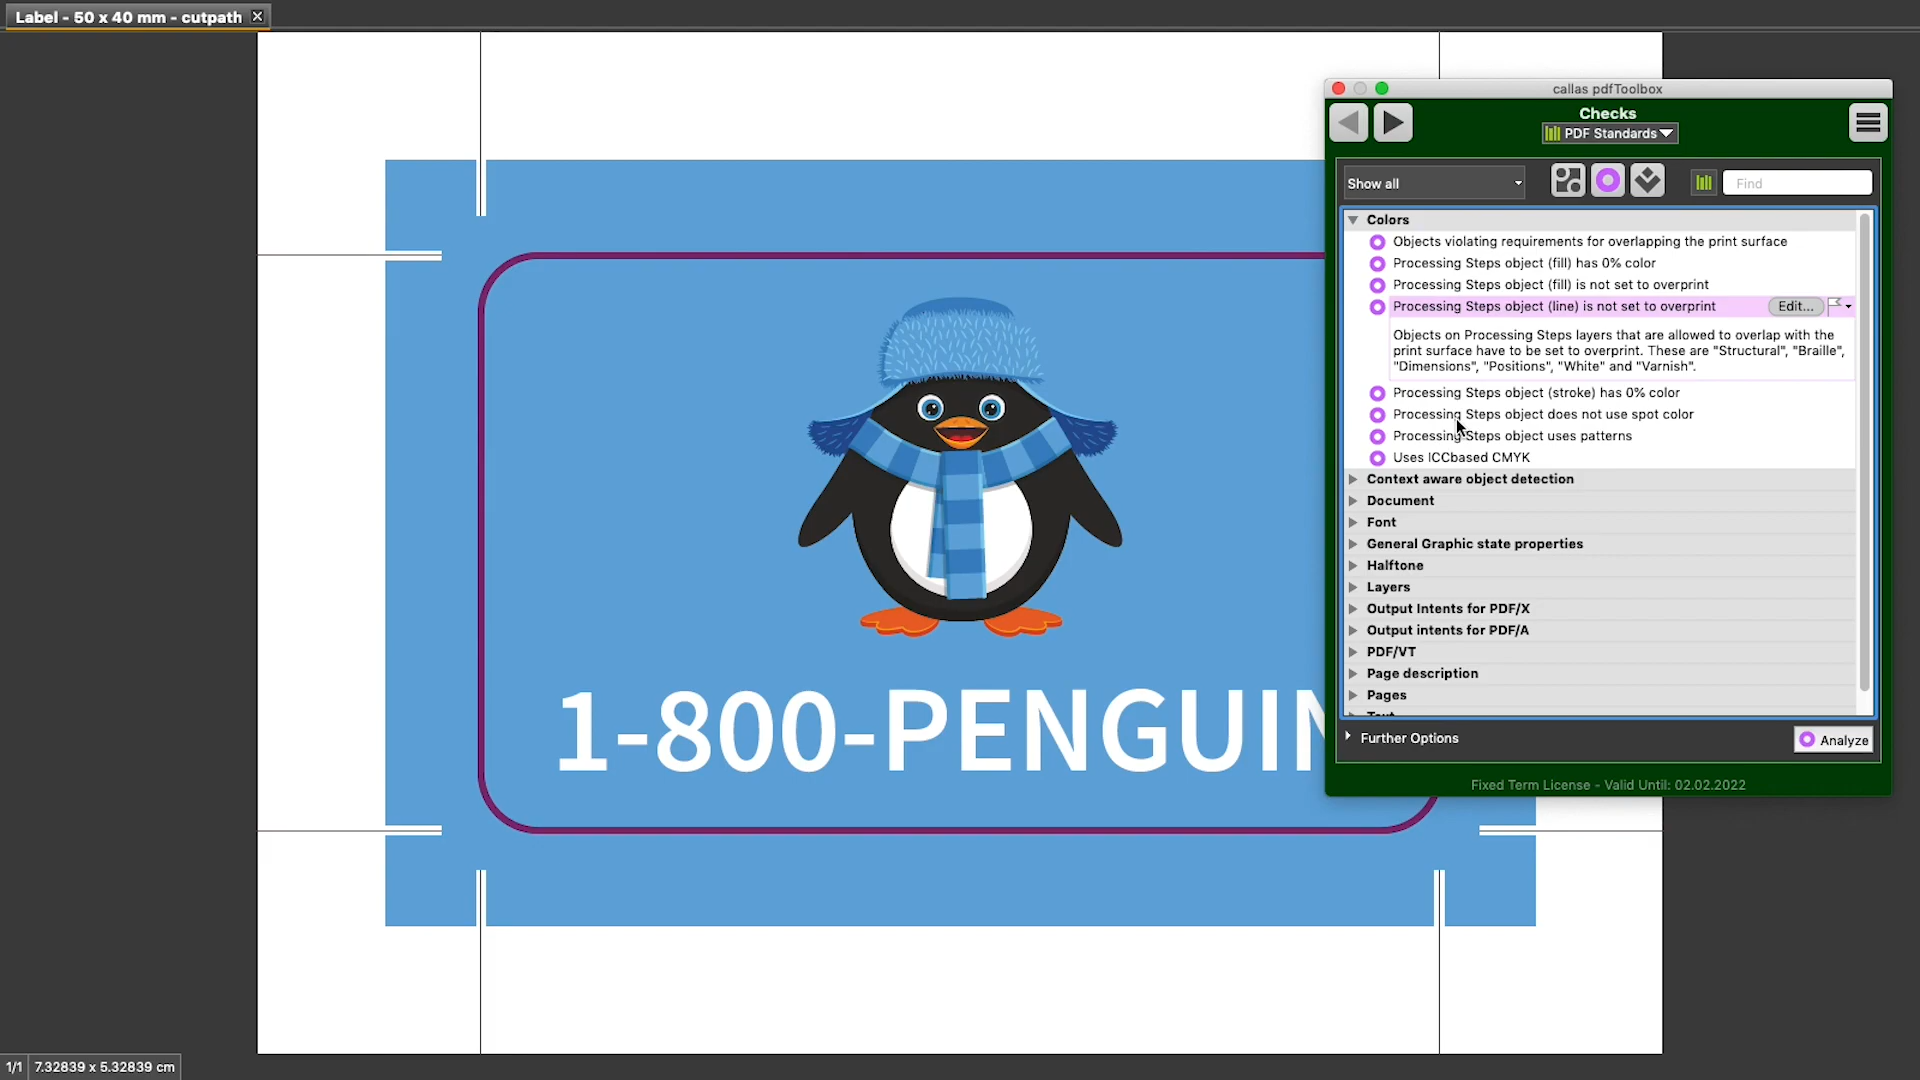 Label - 50 x 40 mm - cutpath
callas pdfToolbox
Checks
PDF Standards
Show all
Find
Colors
Objects violating requirements for overlapping the print surface
Processing Steps object (fill) has 0% color
Processing Steps object (fill) is not set to overprint
Processing Steps object (line) is not set to overprint
Edit...
Objects on Processing Steps layers that are allowed to overlap with the
print surface have to be set to overprint. These are "Structural", "Braille",
"Dimensions", "Positions", "White" and "Varnish".
Processing Steps object (stroke) has 0% color
Processing Steps object does not use spot color
Processing Steps object uses patterns
Uses ICCbased CMYK
Context aware object detection
Document
Font
General Graphic state properties
Halftone
Layers
Output Intents for PDF/X
Output intents for PDF/A
PDF/VT
Page description
Pages
Text
Further Options
Analyze
Fixed Term License - Valid Until: 02.02.2022
1-800-PENGUIN
1/1
7.32839 x 5.32839 cm